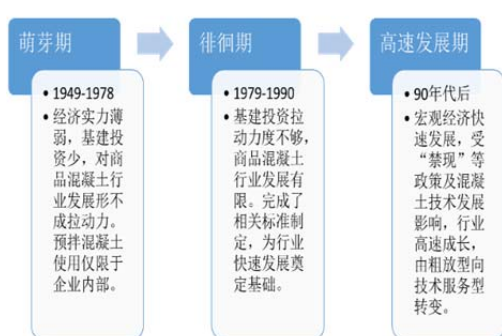 萌芽期
• 1949-1978
• 经济实力薄
弱，基建投
资少，对商
品混凝土行
业发展形不
成拉动力。
预拌混凝土
使用仅限于
企业内部。
徘徊期
• 1979-1990
• 基建投资拉
动力度不够，
商品混凝土
行业发展有
限。完成了
相关标准制
定，为行业
快速发展奠
定基础。
高速发展期
• 90年代后
• 宏观经济快
速发展，受
“禁现”等
政策及混凝
土技术发展
影响，行业
高速成长，
由粗放型向
技术服务型
转变。